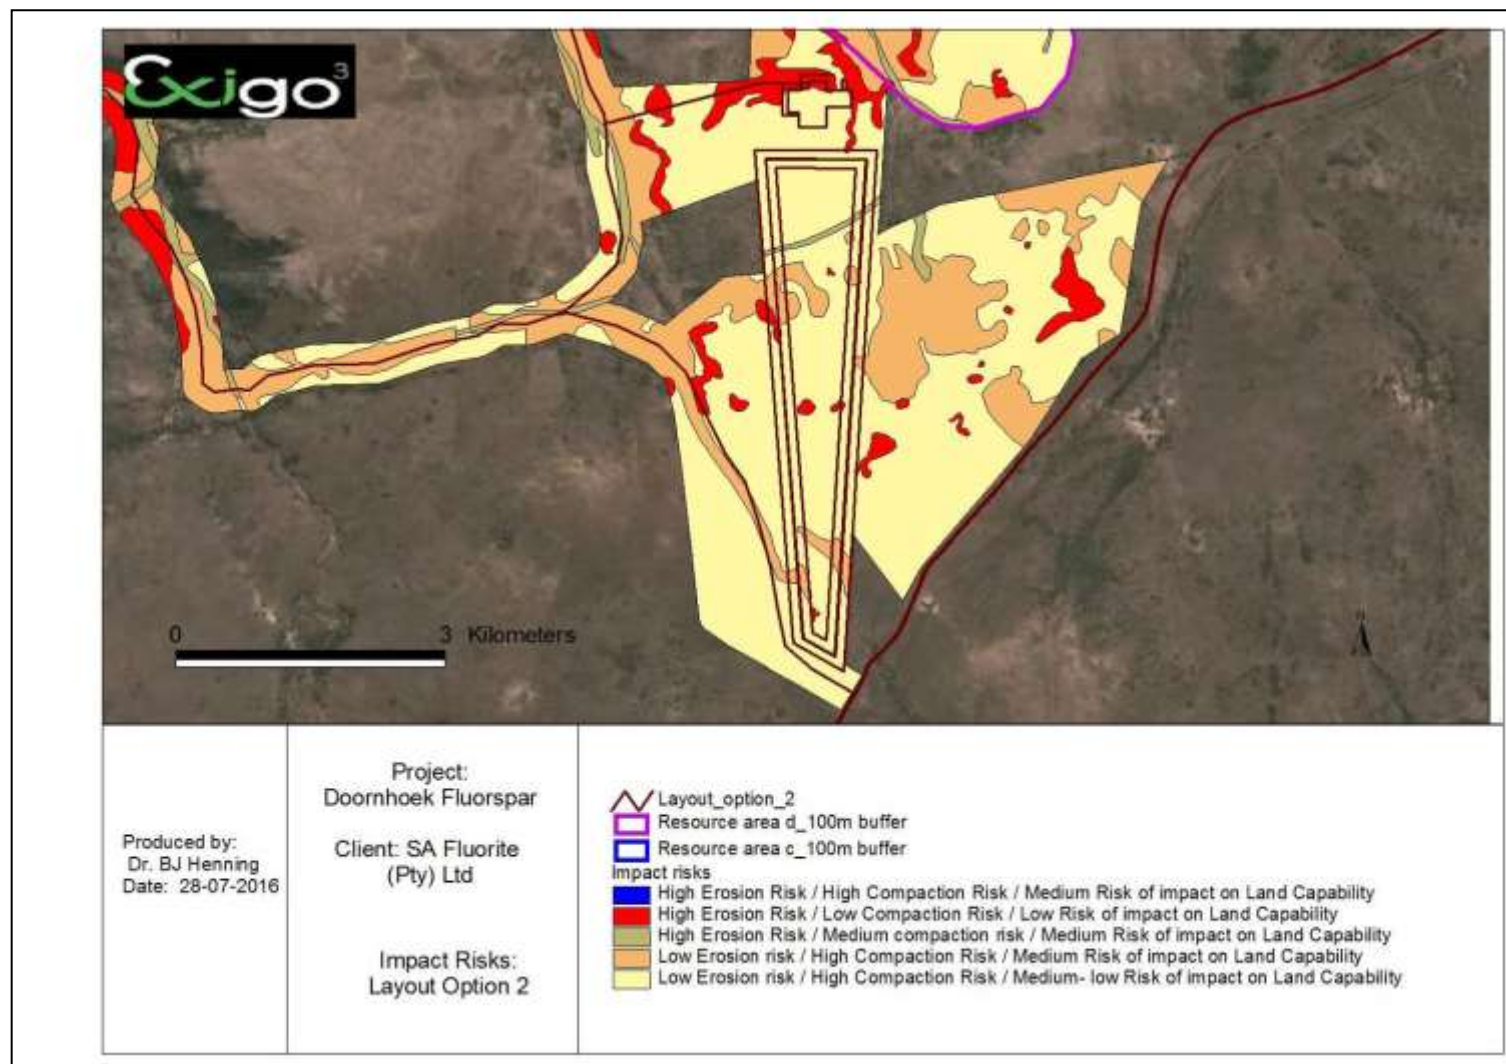 Exigo3
0 3 Kilometers
N
Produced by:
Dr. BJ Henning
Date: 28-07-2016
Project:
Doornhoek Fluorspar
Client: SA Fluorite
(Pty) Ltd
Impact Risks:
Layout Option 2
Layout_option_2
Resource area d_100m buffer
Resource area c_100m buffer
Impact risks
High Erosion Risk / High Compaction Risk / Medium Risk of impact on Land Capability
High Erosion Risk / Low Compaction Risk / Low Risk of impact on Land Capability
High Erosion Risk / Medium compaction risk / Medium Risk of impact on Land Capability
Low Erosion risk / High Compaction Risk / Medium Risk of impact on Land Capability
Low Erosion risk / High Compaction Risk / Medium- low Risk of impact on Land Capability